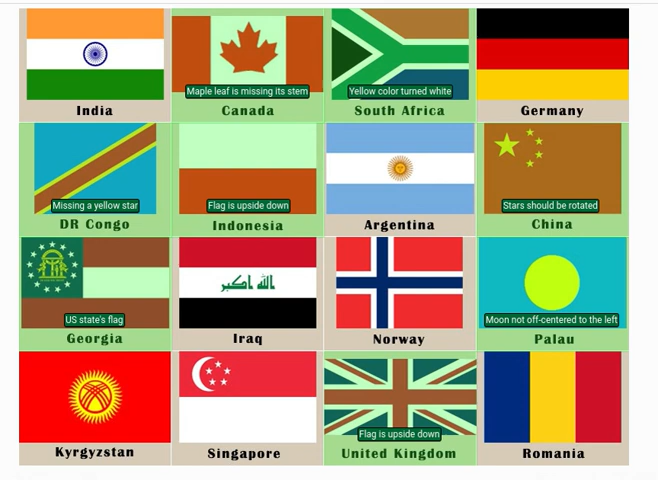 Maple leaf is missing its stem
Yellow color turned white
India
Canada
South Africa
Germany
Missing a yellow star
Flag is upside down
Stars should be rotated
DR Congo
Indonesia
Argentina
China
الله اكبر
US state's flag
Moon not off-centered to the left
Georgia
Iraq
Norway
Palau
Flag is upside down
Kyrgyzstan
Singapore
United Kingdom
Romania